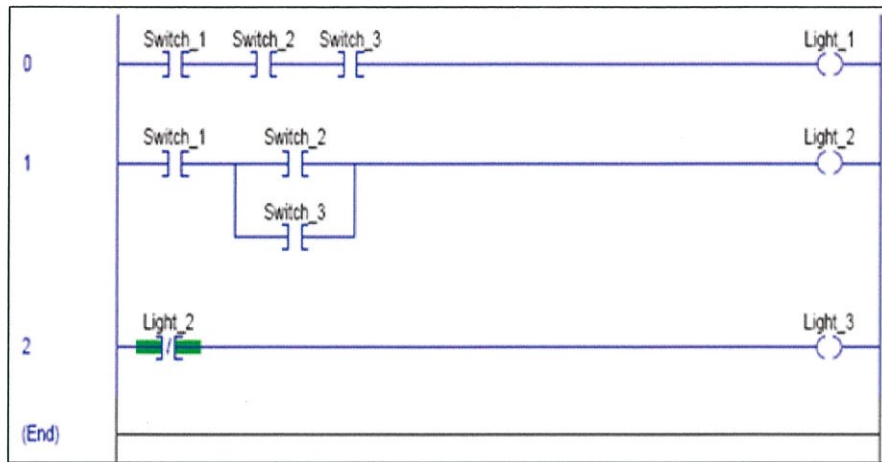 Switch_1 Switch_2 Switch_3 Light_1
0
Switch_1 Switch_2 Light_2
1
Switch_3
Light_2 Light_3
2
(End)